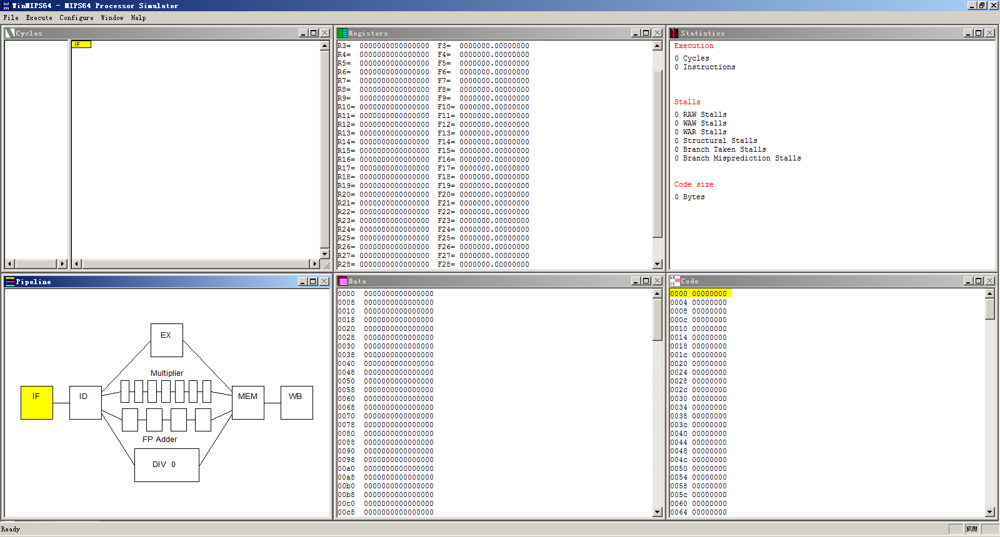 WinMIPS64 - MIPS64 Processor Simulator
File Execute Configure Window Help
Cycles
IF
Registers
R3= 0000000000000000 F3= 0000000.00000000
R4= 0000000000000000 F4= 0000000.00000000
R5= 0000000000000000 F5= 0000000.00000000
R6= 0000000000000000 F6= 0000000.00000000
R7= 0000000000000000 F7= 0000000.00000000
R8= 0000000000000000 F8= 0000000.00000000
R9= 0000000000000000 F9= 0000000.00000000
R10= 0000000000000000 F10= 0000000.00000000
R11= 0000000000000000 F11= 0000000.00000000
R12= 0000000000000000 F12= 0000000.00000000
R13= 0000000000000000 F13= 0000000.00000000
R14= 0000000000000000 F14= 0000000.00000000
R15= 0000000000000000 F15= 0000000.00000000
R16= 0000000000000000 F16= 0000000.00000000
R17= 0000000000000000 F17= 0000000.00000000
R18= 0000000000000000 F18= 0000000.00000000
R19= 0000000000000000 F19= 0000000.00000000
R20= 0000000000000000 F20= 0000000.00000000
R21= 0000000000000000 F21= 0000000.00000000
R22= 0000000000000000 F22= 0000000.00000000
R23= 0000000000000000 F23= 0000000.00000000
R24= 0000000000000000 F24= 0000000.00000000
R25= 0000000000000000 F25= 0000000.00000000
R26= 0000000000000000 F26= 0000000.00000000
R27= 0000000000000000 F27= 0000000.00000000
R28= 0000000000000000 F28= 0000000.00000000
Statistics
Execution
0 Cycles
0 Instructions
Stalls
0 RAW Stalls
0 WAW Stalls
0 WAR Stalls
0 Structural Stalls
0 Branch Taken Stalls
0 Branch Misprediction Stalls
Code size
0 Bytes
Pipeline
EX
Multiplier
IF ID MEM WB
FP Adder
DIV 0
Data
0000 0000000000000000
0008 0000000000000000
0010 0000000000000000
0018 0000000000000000
0020 0000000000000000
0028 0000000000000000
0030 0000000000000000
0038 0000000000000000
0040 0000000000000000
0048 0000000000000000
0050 0000000000000000
0058 0000000000000000
0060 0000000000000000
0068 0000000000000000
0070 0000000000000000
0078 0000000000000000
0080 0000000000000000
0088 0000000000000000
0090 0000000000000000
0098 0000000000000000
00a0 0000000000000000
00a8 0000000000000000
00b0 0000000000000000
00b8 0000000000000000
00c0 0000000000000000
00c8 0000000000000000
Code
0000 00000000
0004 00000000
0008 00000000
000c 00000000
0010 00000000
0014 00000000
0018 00000000
001c 00000000
0020 00000000
0024 00000000
0028 00000000
002c 00000000
0030 00000000
0034 00000000
0038 00000000
003c 00000000
0040 00000000
0044 00000000
0048 00000000
004c 00000000
0050 00000000
0054 00000000
0058 00000000
005c 00000000
0060 00000000
0064 00000000
Ready
NUM